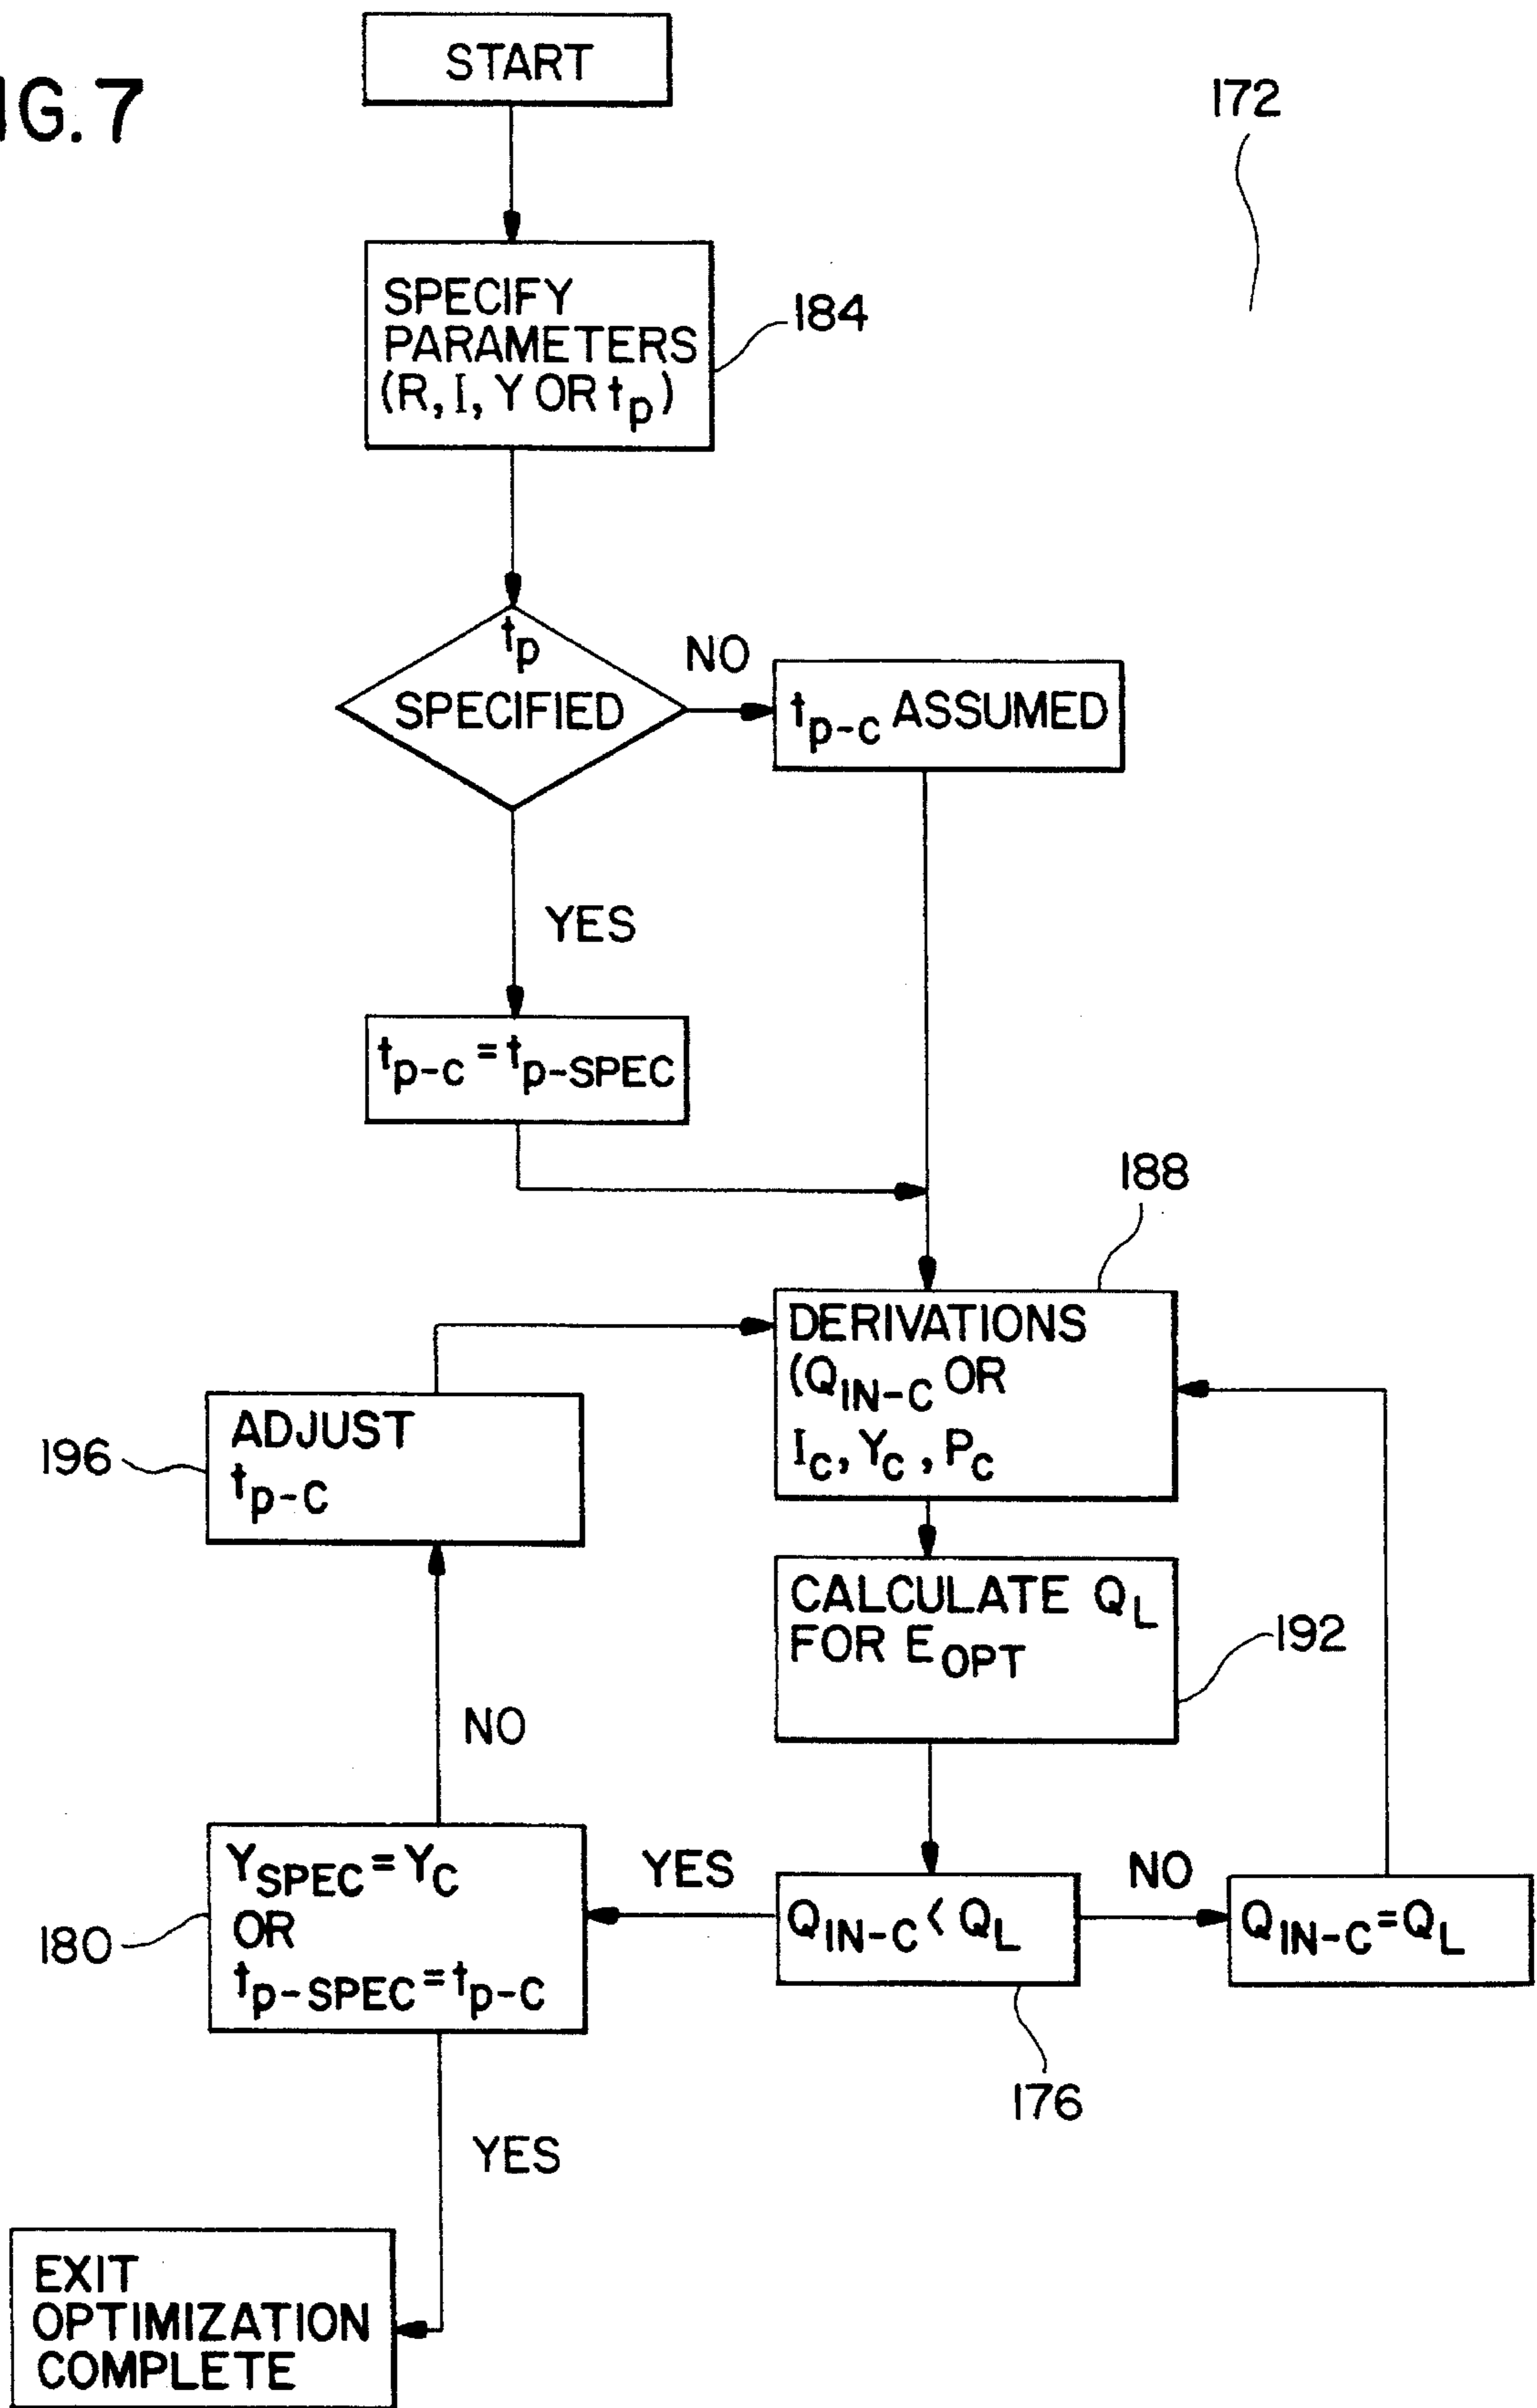 IG. 7
START
172
SPECIFY
PARAMETERS
(R, I, Y OR tp)
184
tp
SPECIFIED
NO
tp-c ASSUMED
YES
tp-c = tp-SPEC
188
DERIVATIONS
(QIN-C OR
Ic, Yc, Pc
ADJUST
tp-C
196
CALCULATE QL
FOR EOPT
192
NO
YSPEC = YC
OR
tp-SPEC = tp-C
180
YES
QIN-C < QL
NO
QIN-C = QL
176
YES
EXIT
OPTIMIZATION
COMPLETE